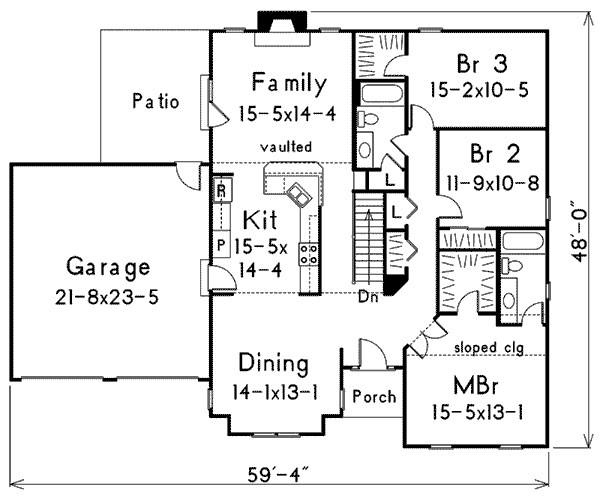 Family
15-5x14-4
vaulted
Patio
Br 3
15-2x10-5
Br 2
11-9x10-8
L
L
R
P
Kit
15-5x
14-4
Garage
21-8x23-5
Dn
Dining
14-1x13-1
Porch
sloped clg
MBr
15-5x13-1
48'-0"
59'-4"